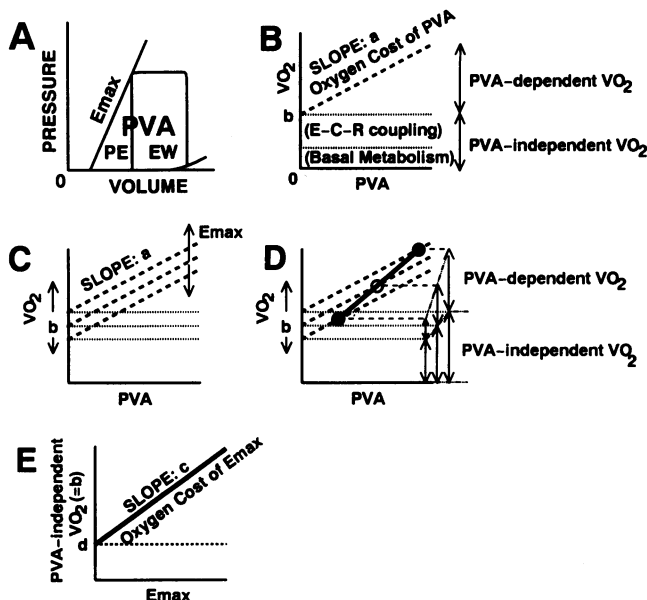 A
PRESSURE
Emax
PVA
PE
EW
0
VOLUME
B
VO2
SLOPE: a
Oxygen Cost of PVA
b
(E-C-R coupling)
(Basal Metabolism)
0
PVA
PVA-dependent VO2
PVA-independent VO2
C
VO2
b
SLOPE: a
Emax
PVA
D
VO2
b
PVA
PVA-dependent VO2
PVA-independent VO2
E
PVA-independent
VO2 (=b)
d
SLOPE: c
Oxygen Cost of Emax
Emax